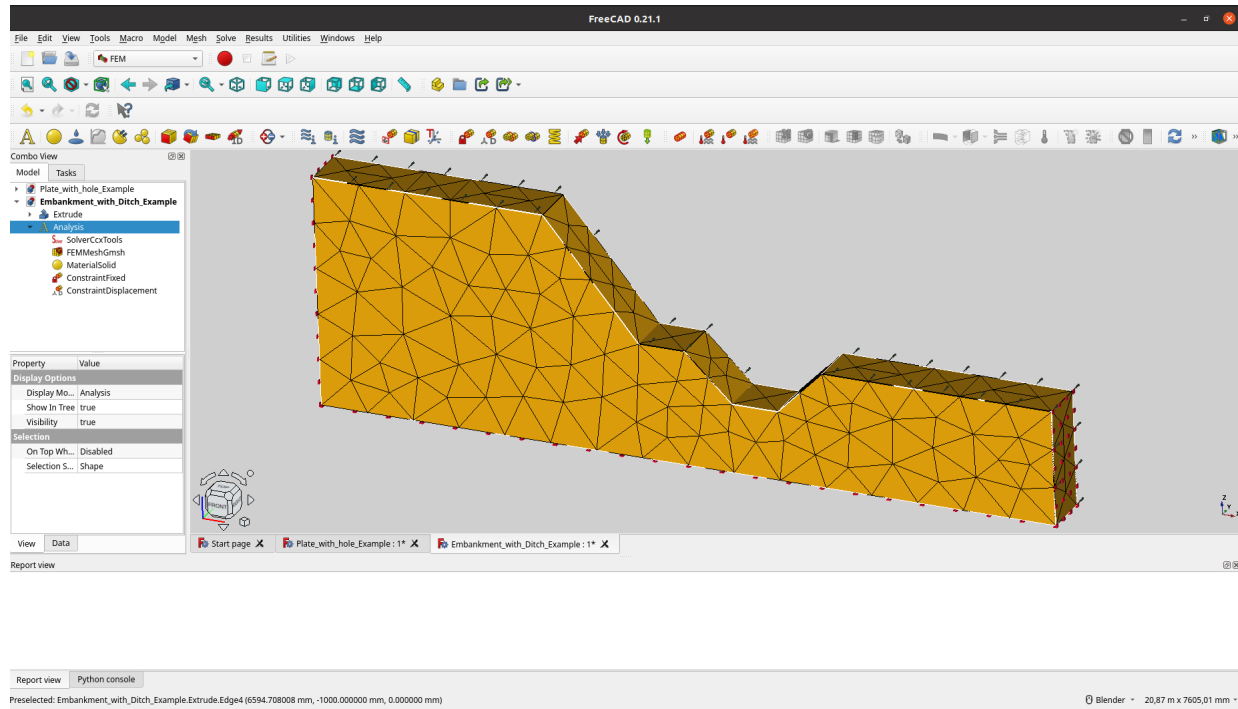 FreeCAD 0.21.1
File Edit View Tools Macro Model Mesh Solve Results Utilities Windows Help
FEM
Combo View
Model Tasks
Plate_with_hole_Example
Embankment_with_Ditch_Example
Extrude
Analysis
SolverCcxTools
FEMMeshGmsh
MaterialSolid
ConstraintFixed
ConstraintDisplacement
Property Value
Display Options
Display Mo... Analysis
Show In Tree true
Visibility true
Selection
On Top Wh... Disabled
Selection S... Shape
FRONT
Z
Y
X
View Data
Start page Plate_with_hole_Example : 1* Embankment_with_Ditch_Example : 1*
Report view
Report view Python console
Preselected: Embankment_with_Ditch_Example.Extrude.Edge4 (6594.708008 mm, -1000.000000 mm, 0.000000 mm) Blender 20,87 m x 7605,01 mm